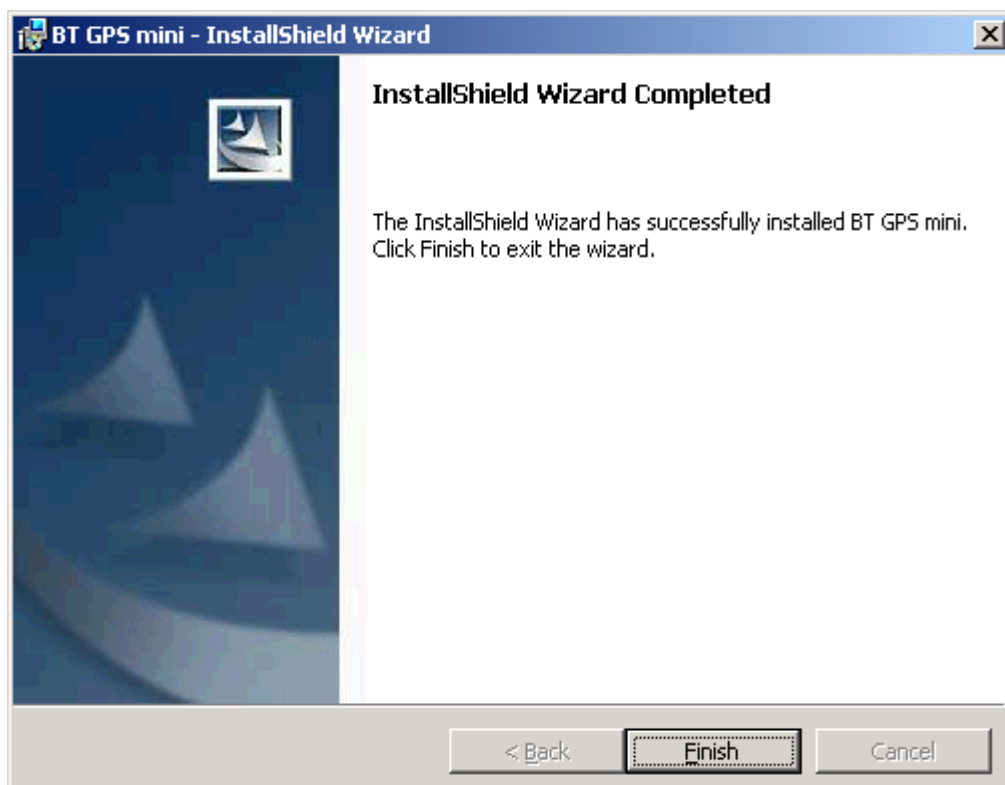 BT GPS mini - InstallShield Wizard
InstallShield Wizard Completed
The InstallShield Wizard has successfully installed BT GPS mini.
Click Finish to exit the wizard.
< Back
Finish
Cancel